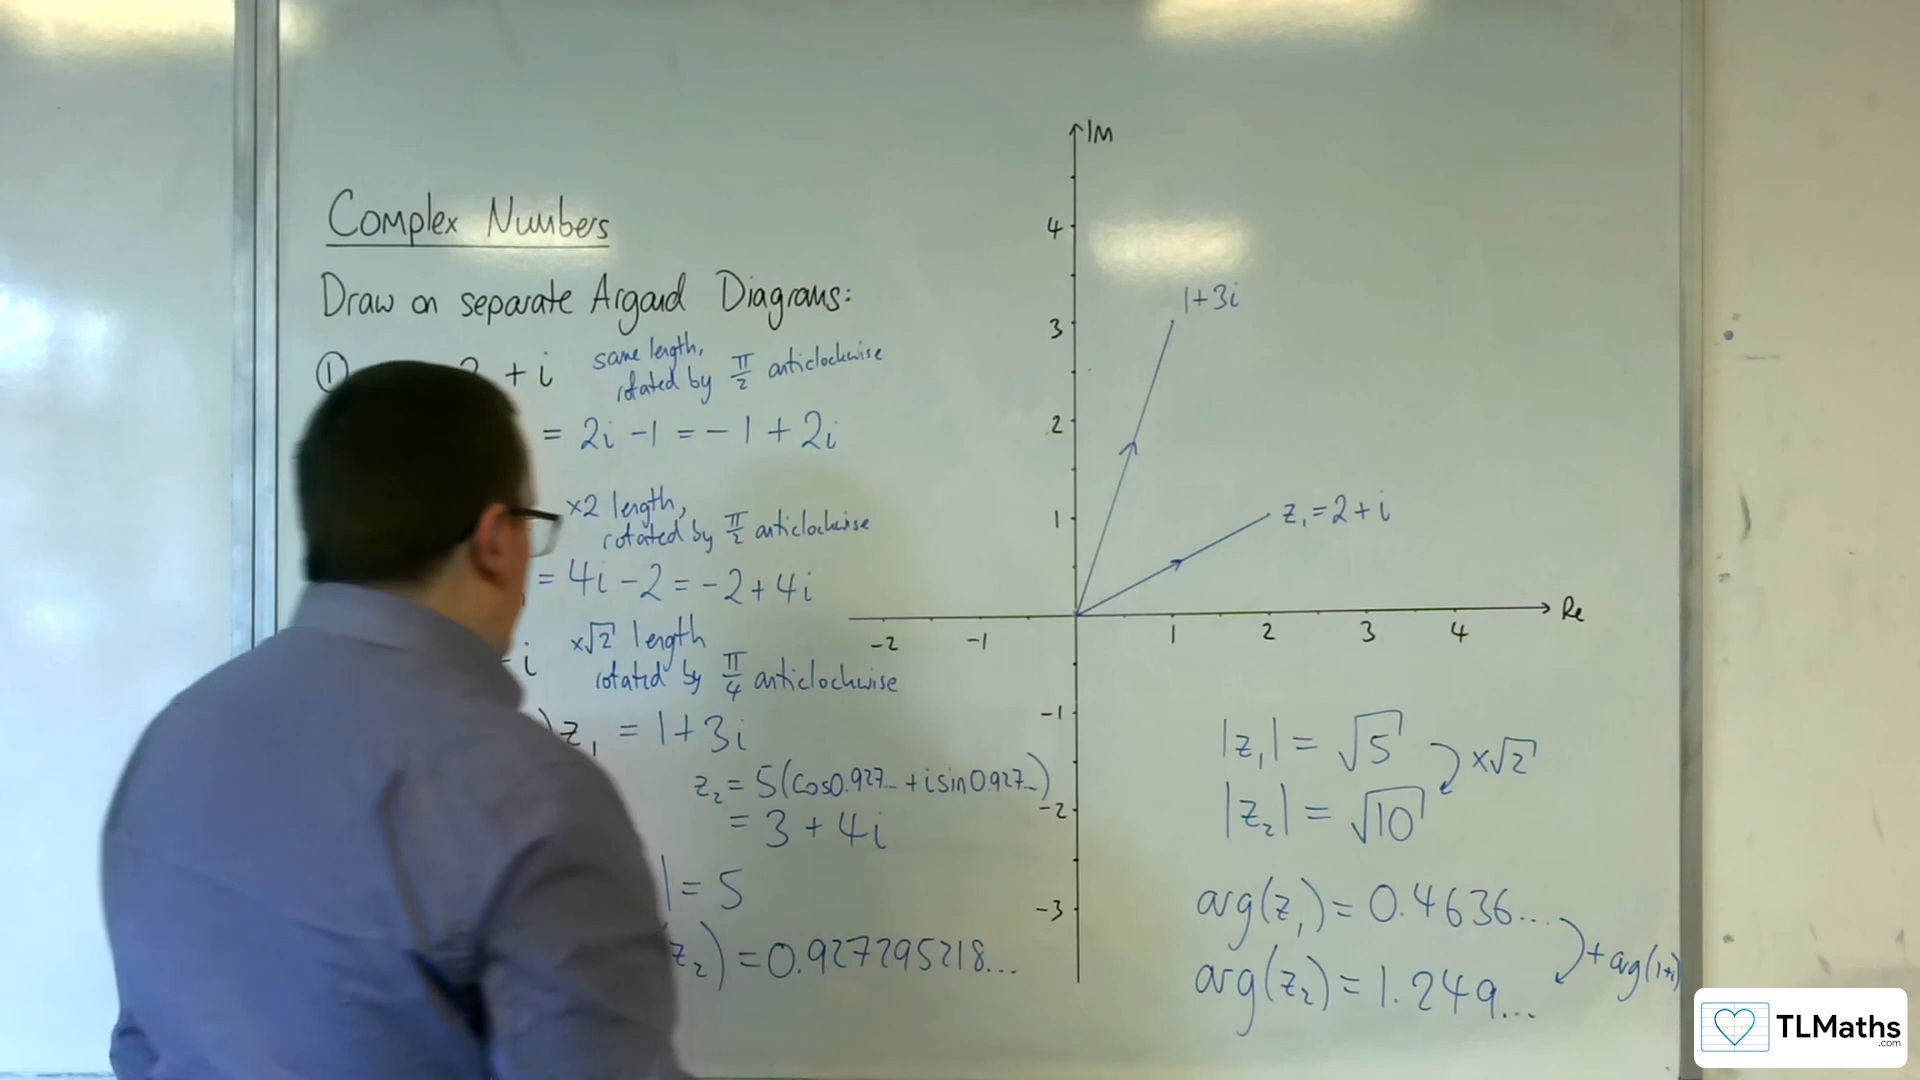 Complex Numbers
Draw on separate Argand Diagrams:
① + i
same length,
rotated by π/2 anticlockwise
= 2i - 1 = -1 + 2i
×2 length,
rotated by π/2 anticlockwise
= 4i - 2 = -2 + 4i
i
×√2 length
rotated by π/4 anticlockwise
)z₁ = 1+3i
z₂ = 5(cos0.927... + isin0.927...)
= 3 + 4i
| = 5
z₂) = 0.927295218...
Im
4
3
2
1
-1
-2
-3
-2 -1 1 2 3 4 Re
1+3i
z₁ = 2 + i
|z₁| = √5
×√2
|z₂| = √10
arg(z₁) = 0.4636...
+ arg(1+i)
arg(z₂) = 1.249...
TLMaths
.com